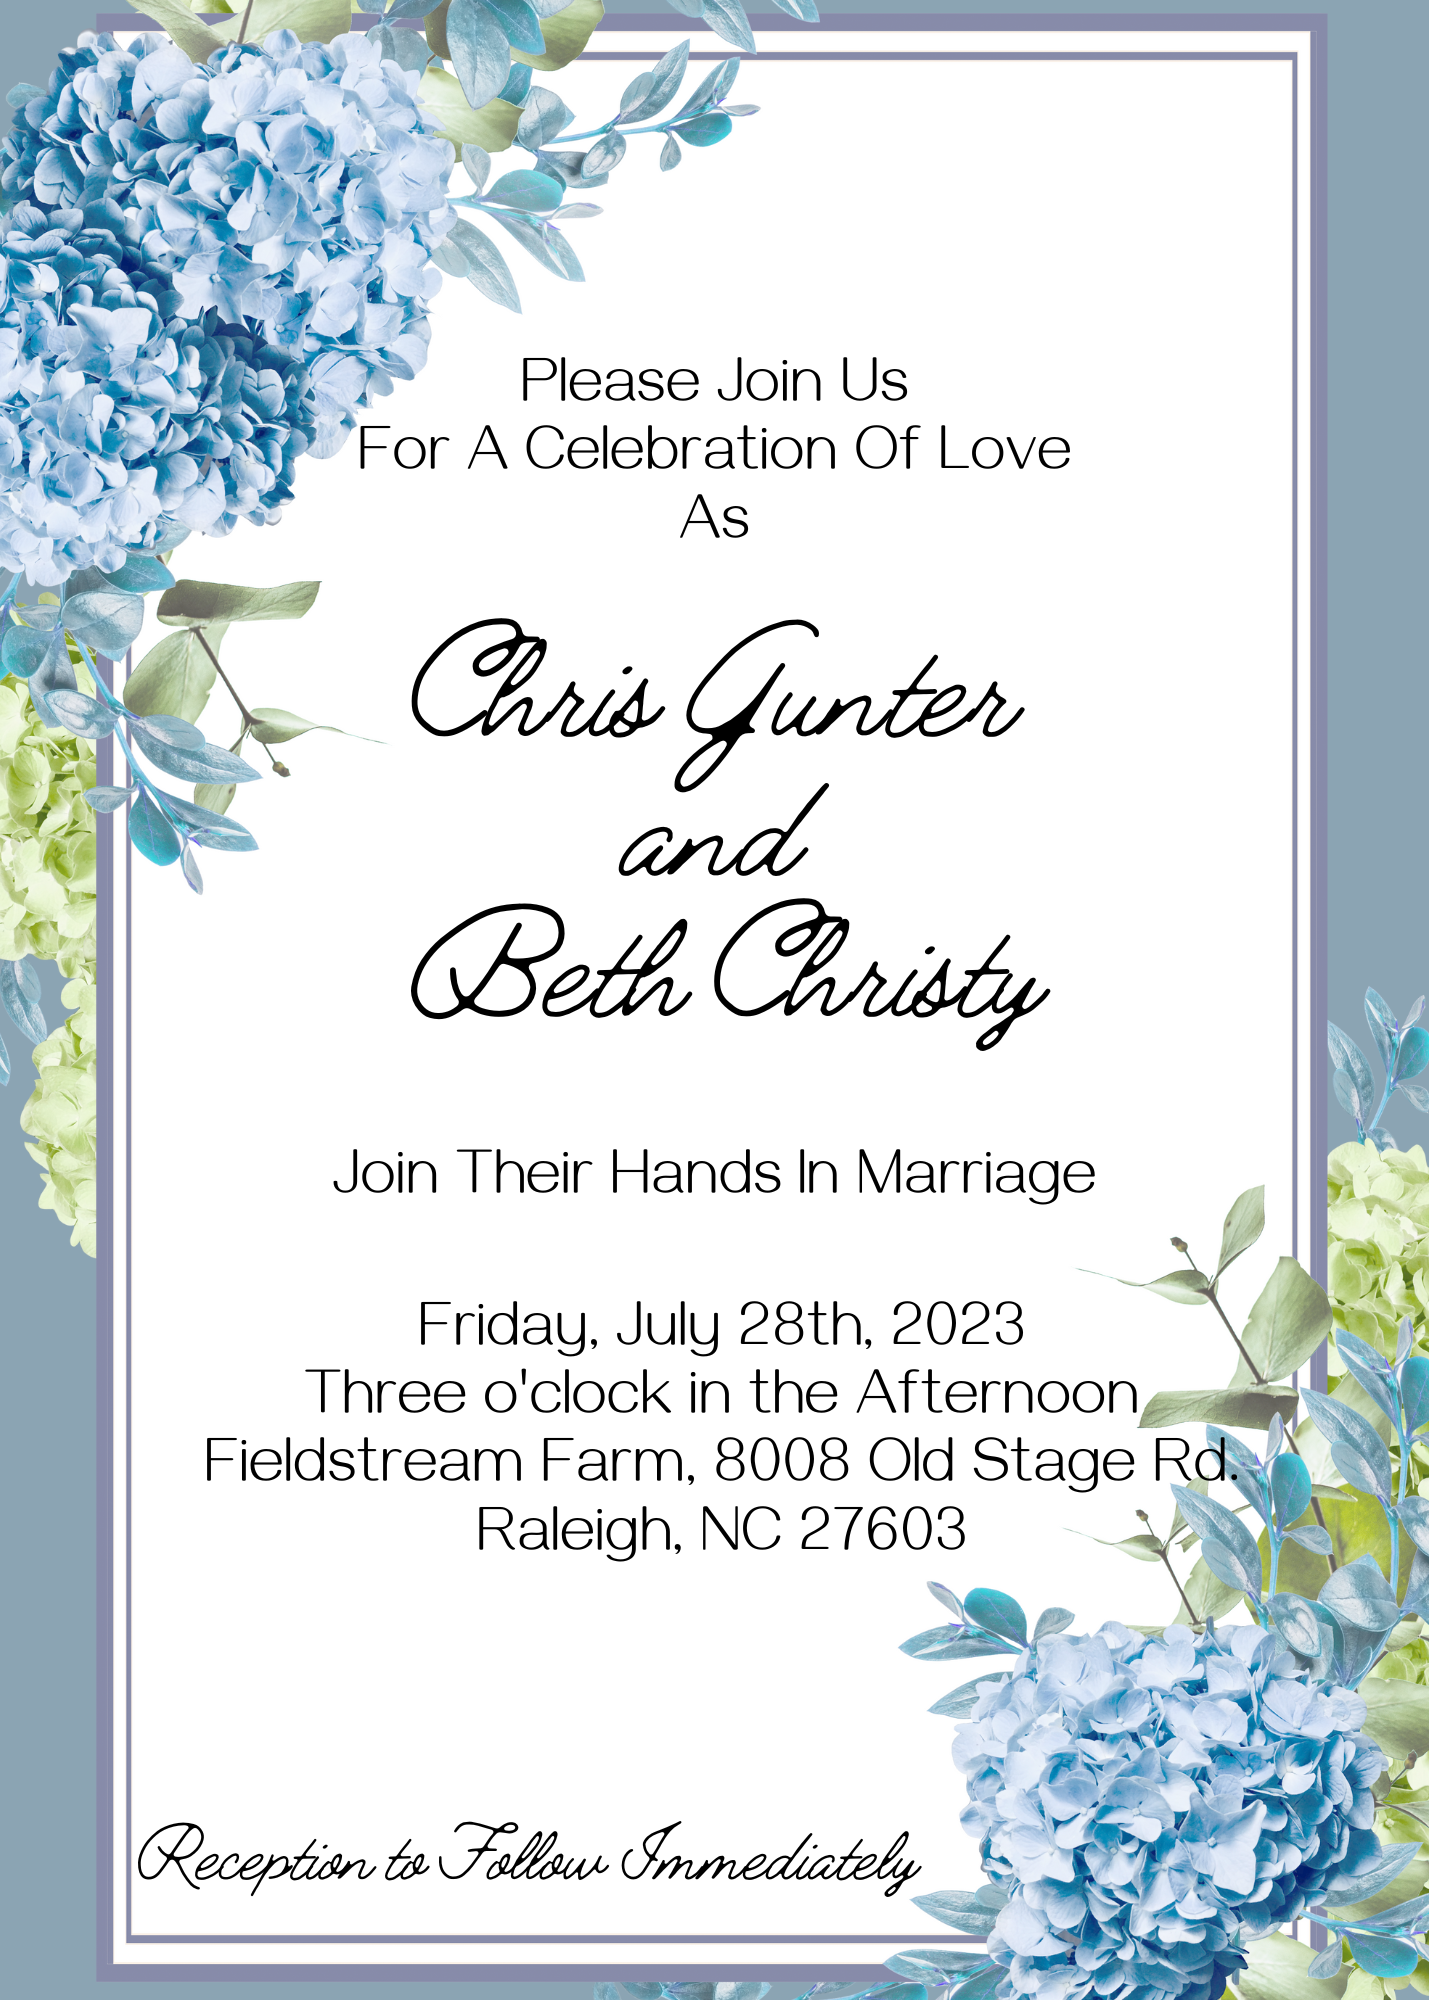 Please Join Us
For A Celebration Of Love
As
Chris Gunter
and
Beth Christy
Join Their Hands In Marriage
Friday, July 28th, 2023
Three o'clock in the Afternoon
Fieldstream Farm, 8008 Old Stage Rd.
Raleigh, NC 27603
Reception to Follow Immediately